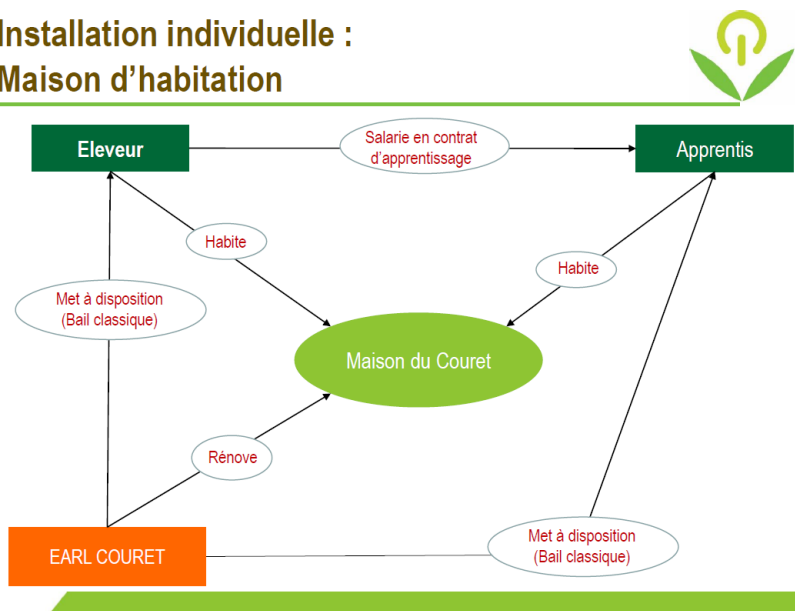 Installation individuelle :
Maison d'habitation
Eleveur
Salarie en contrat
d'apprentissage
Apprentis
Habite
Habite
Met à disposition
(Bail classique)
Maison du Couret
Rénove
EARL COURET
Met à disposition
(Bail classique)